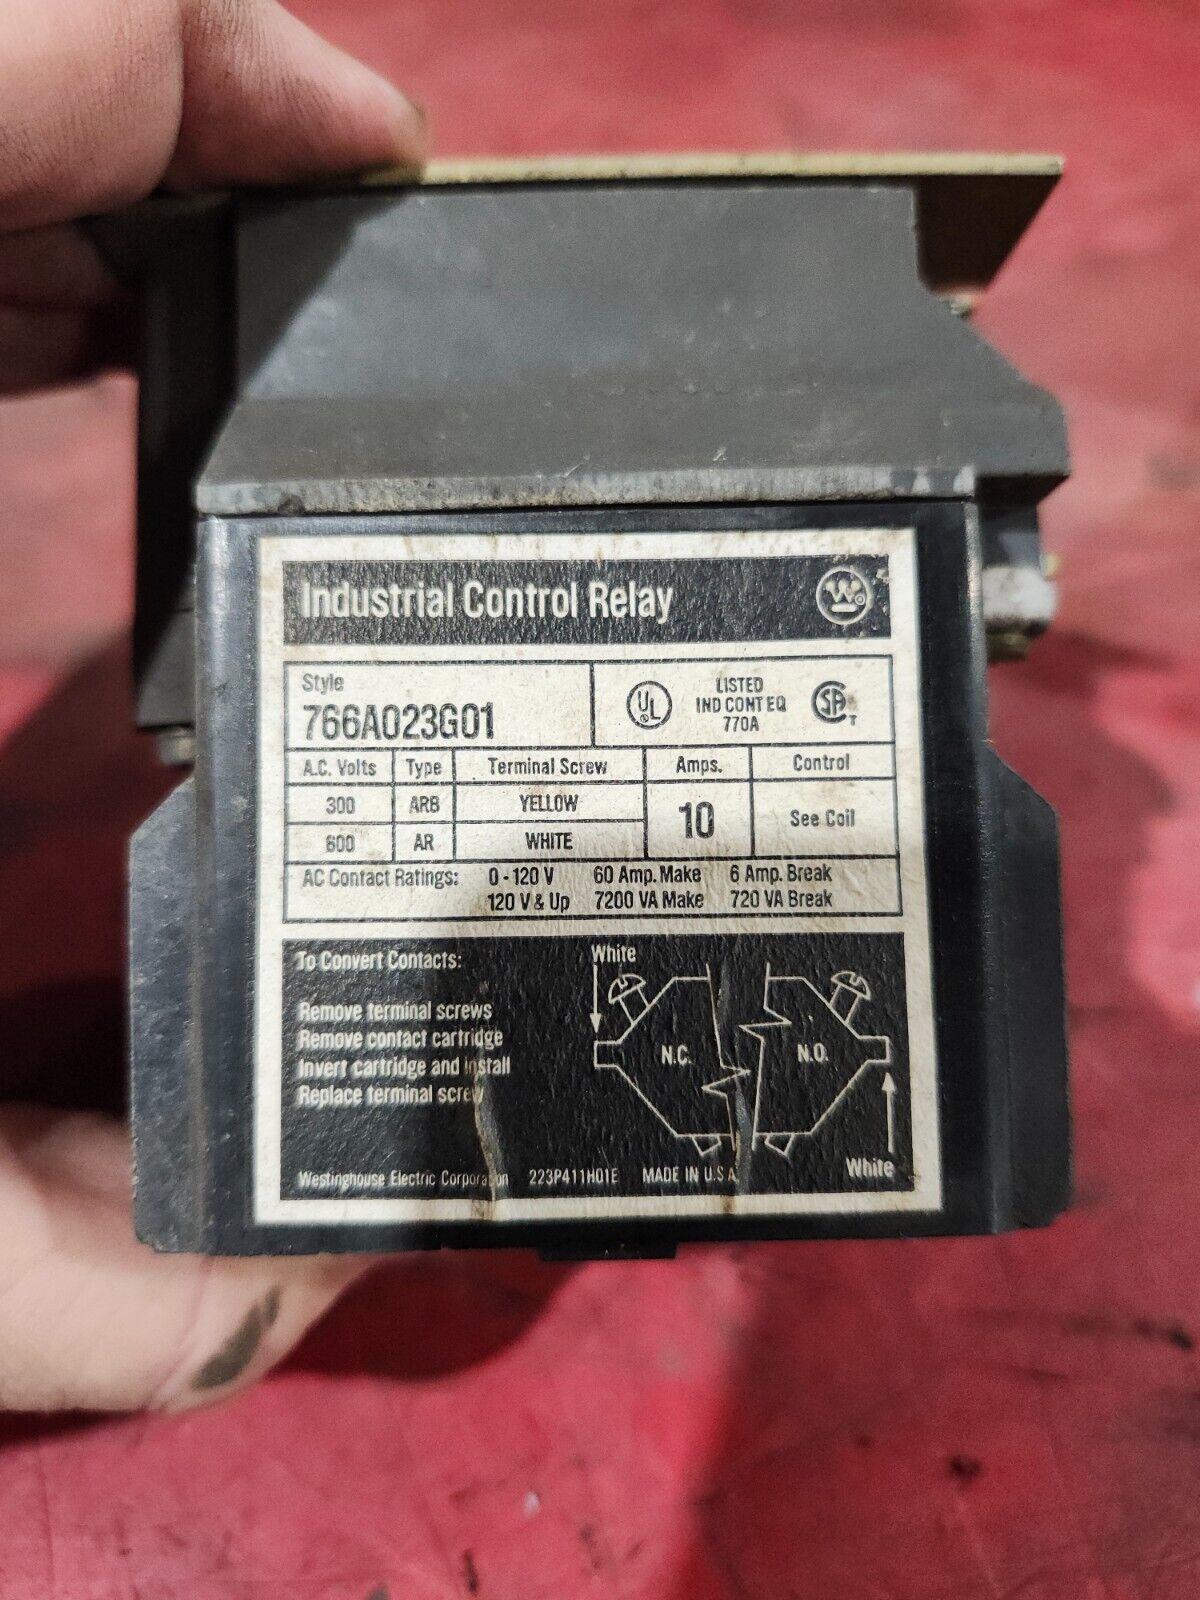 Industrial Control Relay
W
Style
766A023G01
UL
LISTED
IND CONT EQ
770A
SA
T
A.C. Volts Type Terminal Screw Amps. Control
300 ARB YELLOW
10 See Coil
600 AR WHITE
AC Contact Ratings: 0 - 120 V 60 Amp. Make 6 Amp. Break
120 V & Up 7200 VA Make 720 VA Break
To Convert Contacts:
Remove terminal screws
Remove contact cartridge
Invert cartridge and install
Replace terminal screw
White
N.C. N.O.
White
Westinghouse Electric Corporation 223P411H01E MADE IN U.S.A.